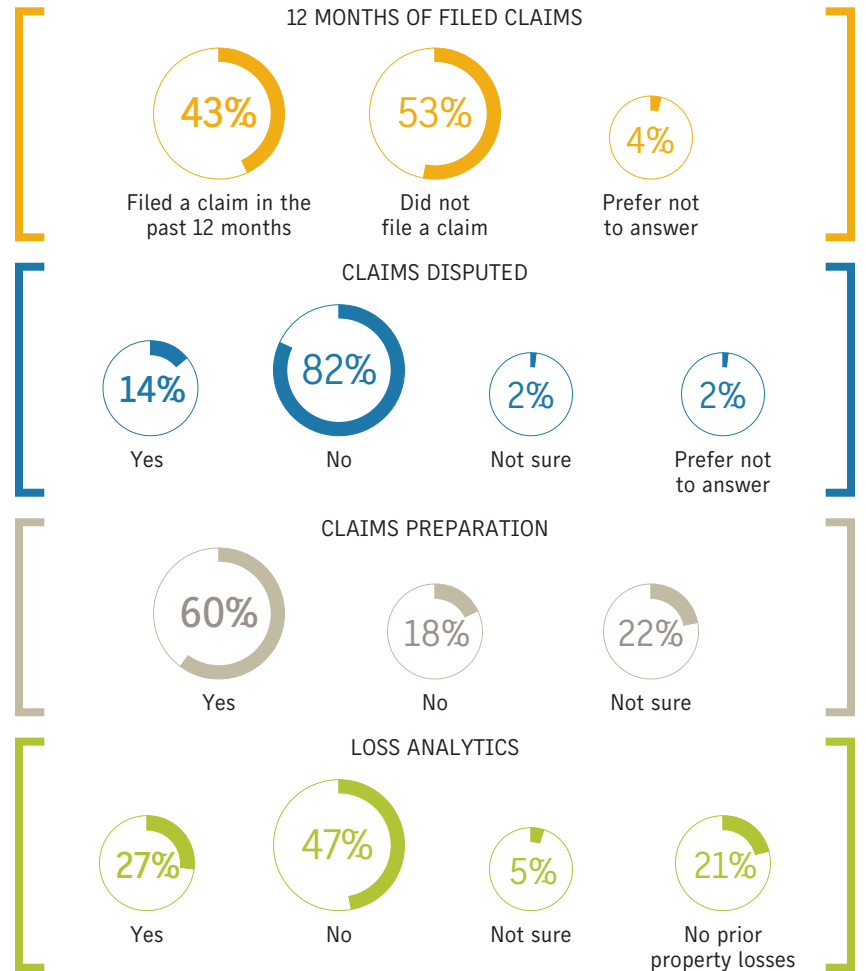 12 MONTHS OF FILED CLAIMS
43% 53% 4%
Filed a claim in the Did not Prefer not
past 12 months file a claim to answer
CLAIMS DISPUTED
14% 82% 2% 2%
Yes No Not sure Prefer not
to answer
CLAIMS PREPARATION
60% 18% 22%
Yes No Not sure
LOSS ANALYTICS
27% 47% 5% 21%
Yes No Not sure No prior
property losses